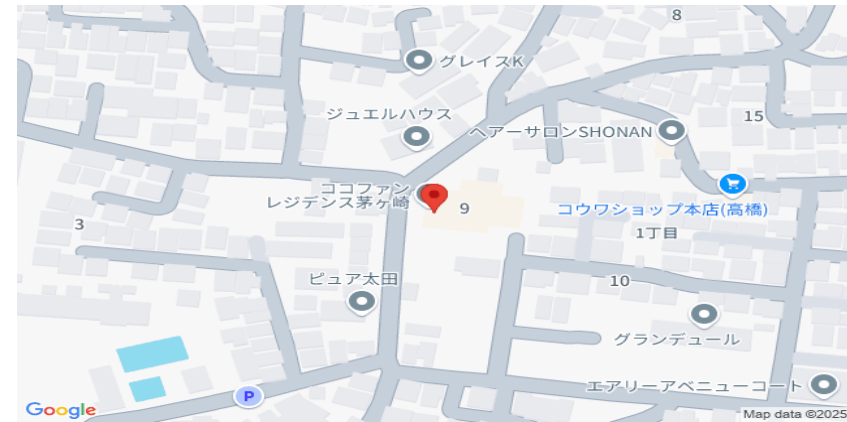 8
グレイスK
15
ジュエルハウス
ヘアーサロンSHONAN
ココファン
レジデンス茅ヶ崎
9
コウワショップ本店(高橋)
3
1丁目
ピュア太田
10
グランデュール
エアリーアベニューコート
P
Google
Map data ©2025